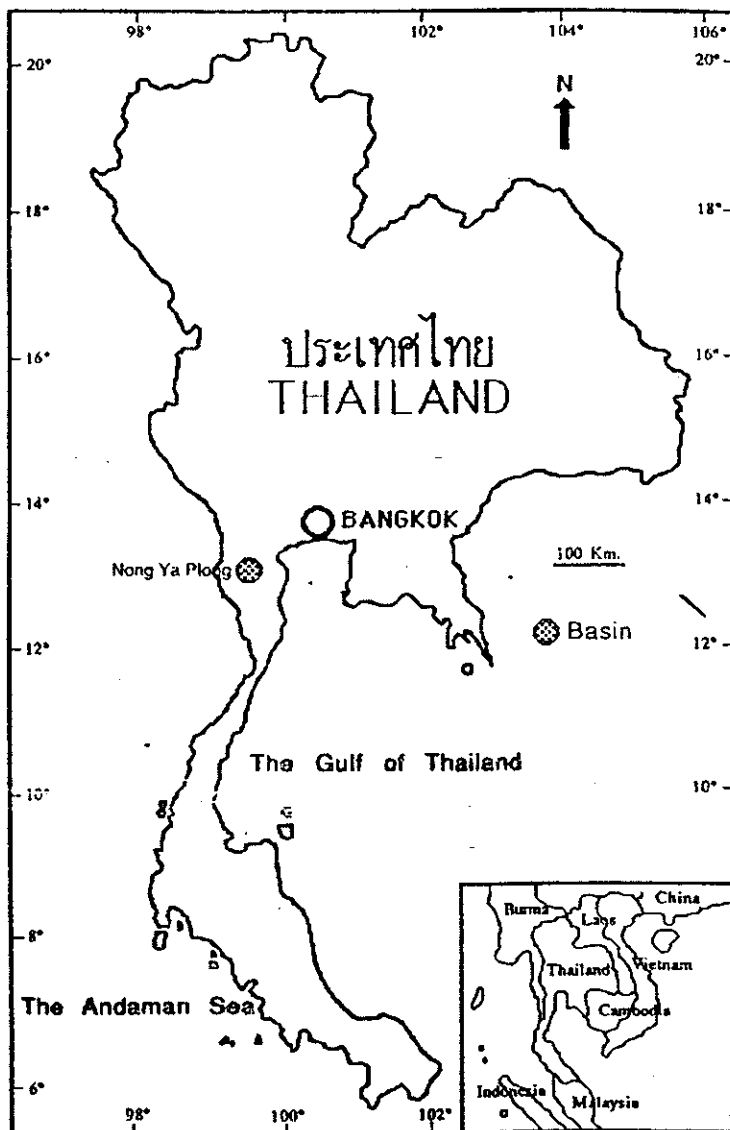 98° 100° 102° 104° 106°
20° 20°
N
18° 18°
ประเทศไทย
THAILAND
16° 16°
14° 14°
BANGKOK
Nong Ya Plong
100 Km.
Basin
12° 12°
The Gulf of Thailand
10° 10°
China
Burma
Laos
Thailand
Vietnam
Cambodia
Indonesia
Malaysia
8°
The Andaman Sea
6°
98° 100° 102°